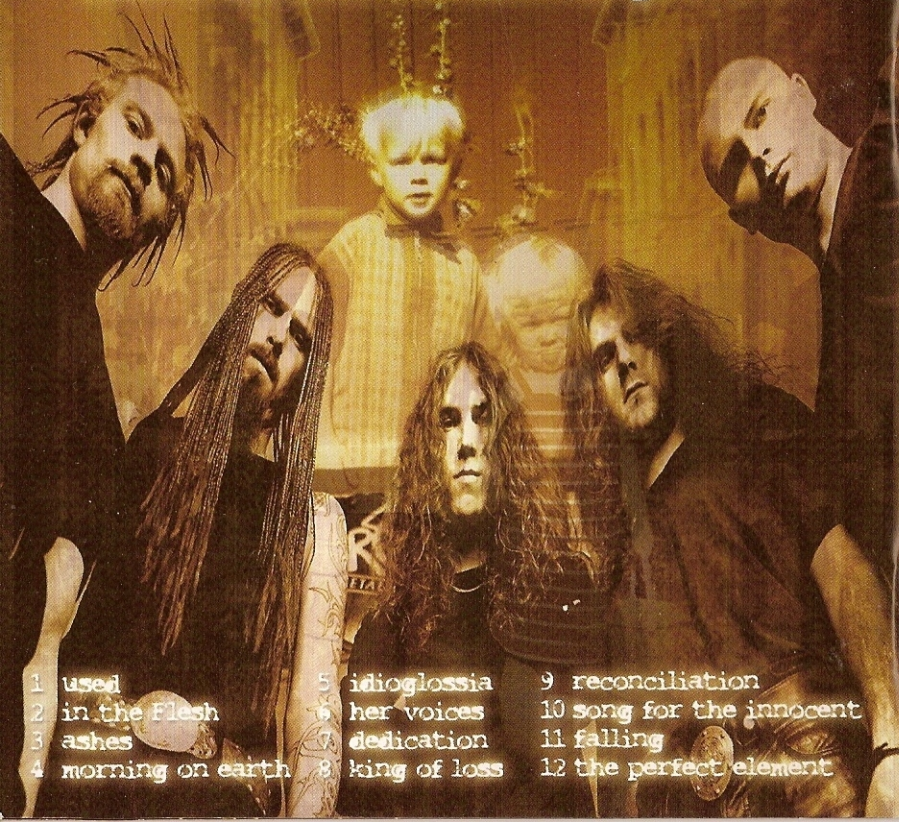 1 used
2 in the Flesh
3 ashes
4 morning on earth
5 idioglossia
6 her voices
7 dedication
8 king of loss
9 reconciliation
10 song for the innocent
11 falling
12 the perfect element